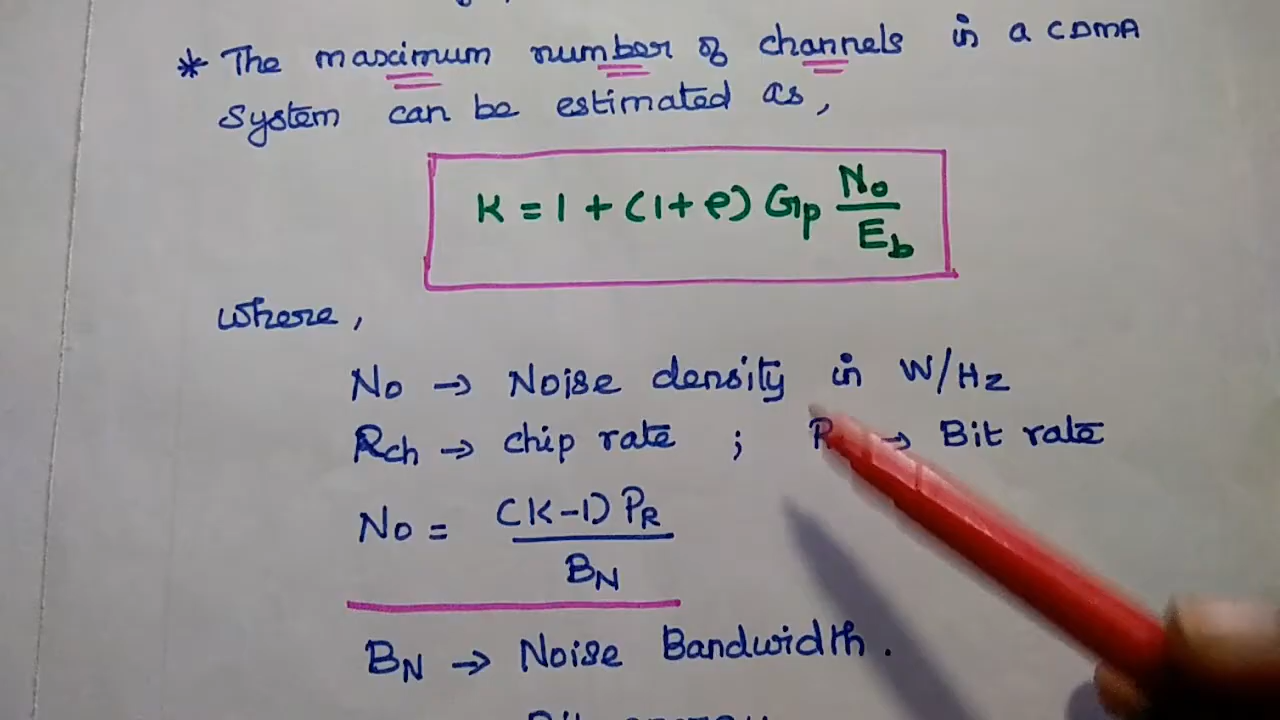 * The maximum number of channels in a CDMA
System can be estimated as,
K = 1 + (1 + ρ) Gp No/Eb
where,
No → Noise density in W/Hz
Rch → chip rate ; R → Bit rate
No = (K-1) PR / BN
BN → Noise Bandwidth.